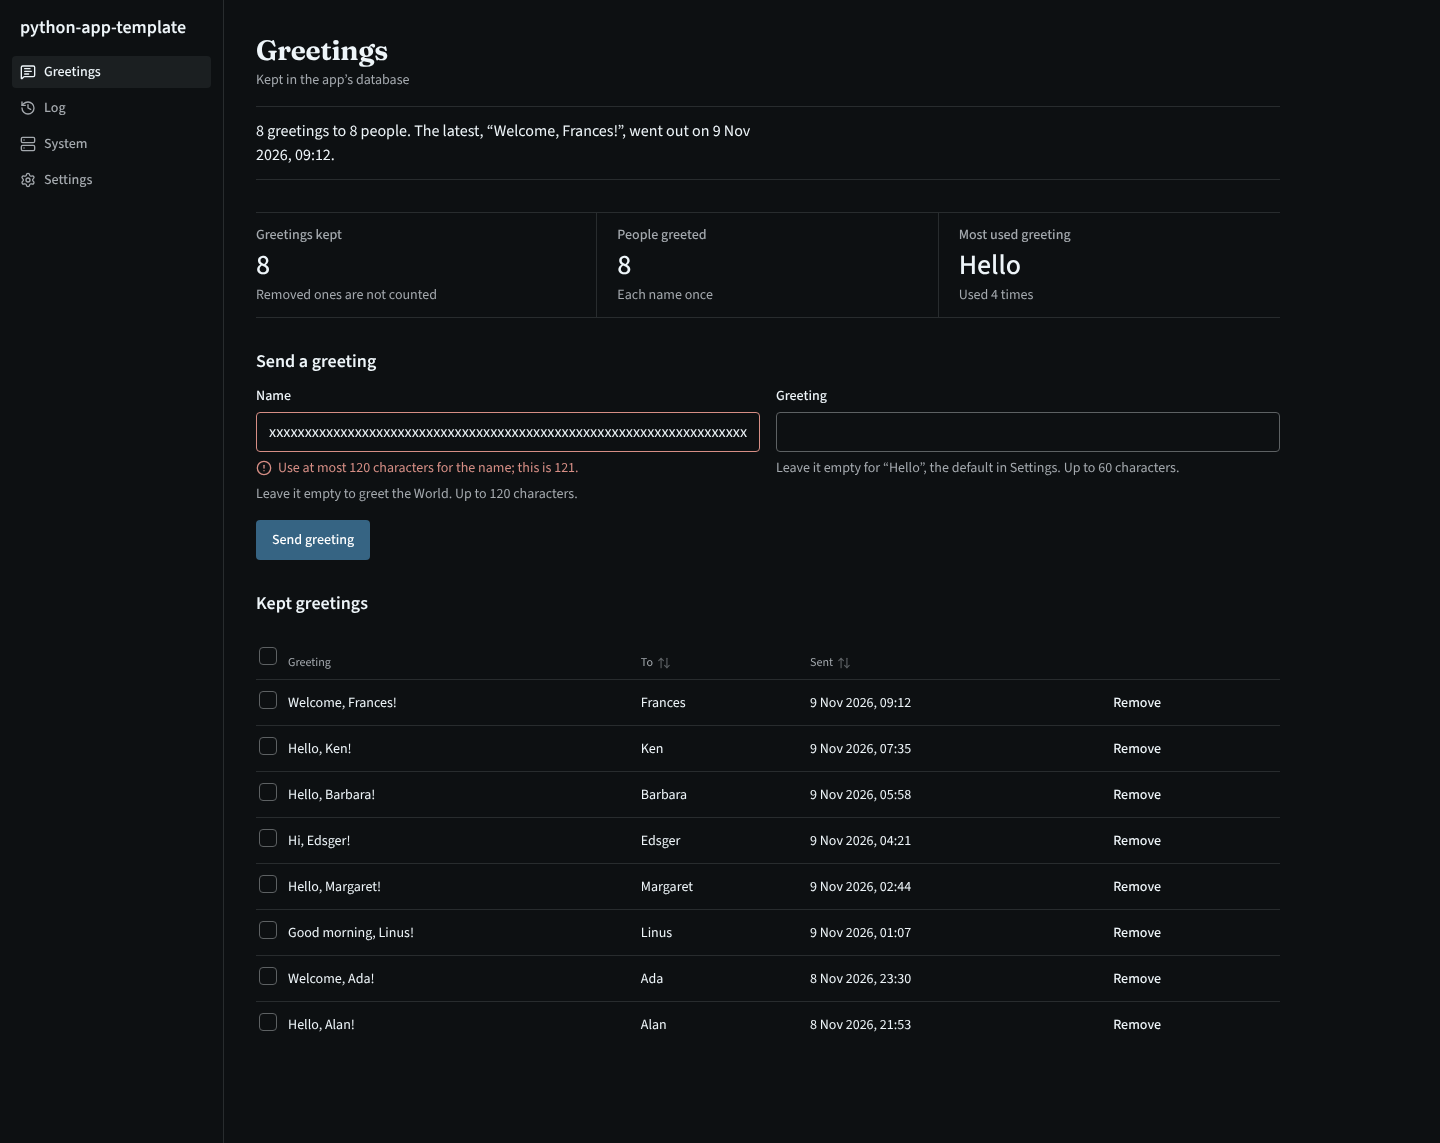 python-app-template
Greetings
Log
System
Settings
Greetings
Kept in the app’s database
8 greetings to 8 people. The latest, “Welcome, Frances!”, went out on 9 Nov
2026, 09:12.
Greetings kept
8
Removed ones are not counted
People greeted
8
Each name once
Most used greeting
Hello
Used 4 times
Send a greeting
Name
Greeting
Use at most 120 characters for the name; this is 121.
Leave it empty for “Hello”, the default in Settings. Up to 60 characters.
Leave it empty to greet the World. Up to 120 characters.
Send greeting
Kept greetings
Greeting To Sent
Welcome, Frances! Frances 9 Nov 2026, 09:12 Remove
Hello, Ken! Ken 9 Nov 2026, 07:35 Remove
Hello, Barbara! Barbara 9 Nov 2026, 05:58 Remove
Hi, Edsger! Edsger 9 Nov 2026, 04:21 Remove
Hello, Margaret! Margaret 9 Nov 2026, 02:44 Remove
Good morning, Linus! Linus 9 Nov 2026, 01:07 Remove
Welcome, Ada! Ada 8 Nov 2026, 23:30 Remove
Hello, Alan! Alan 8 Nov 2026, 21:53 Remove